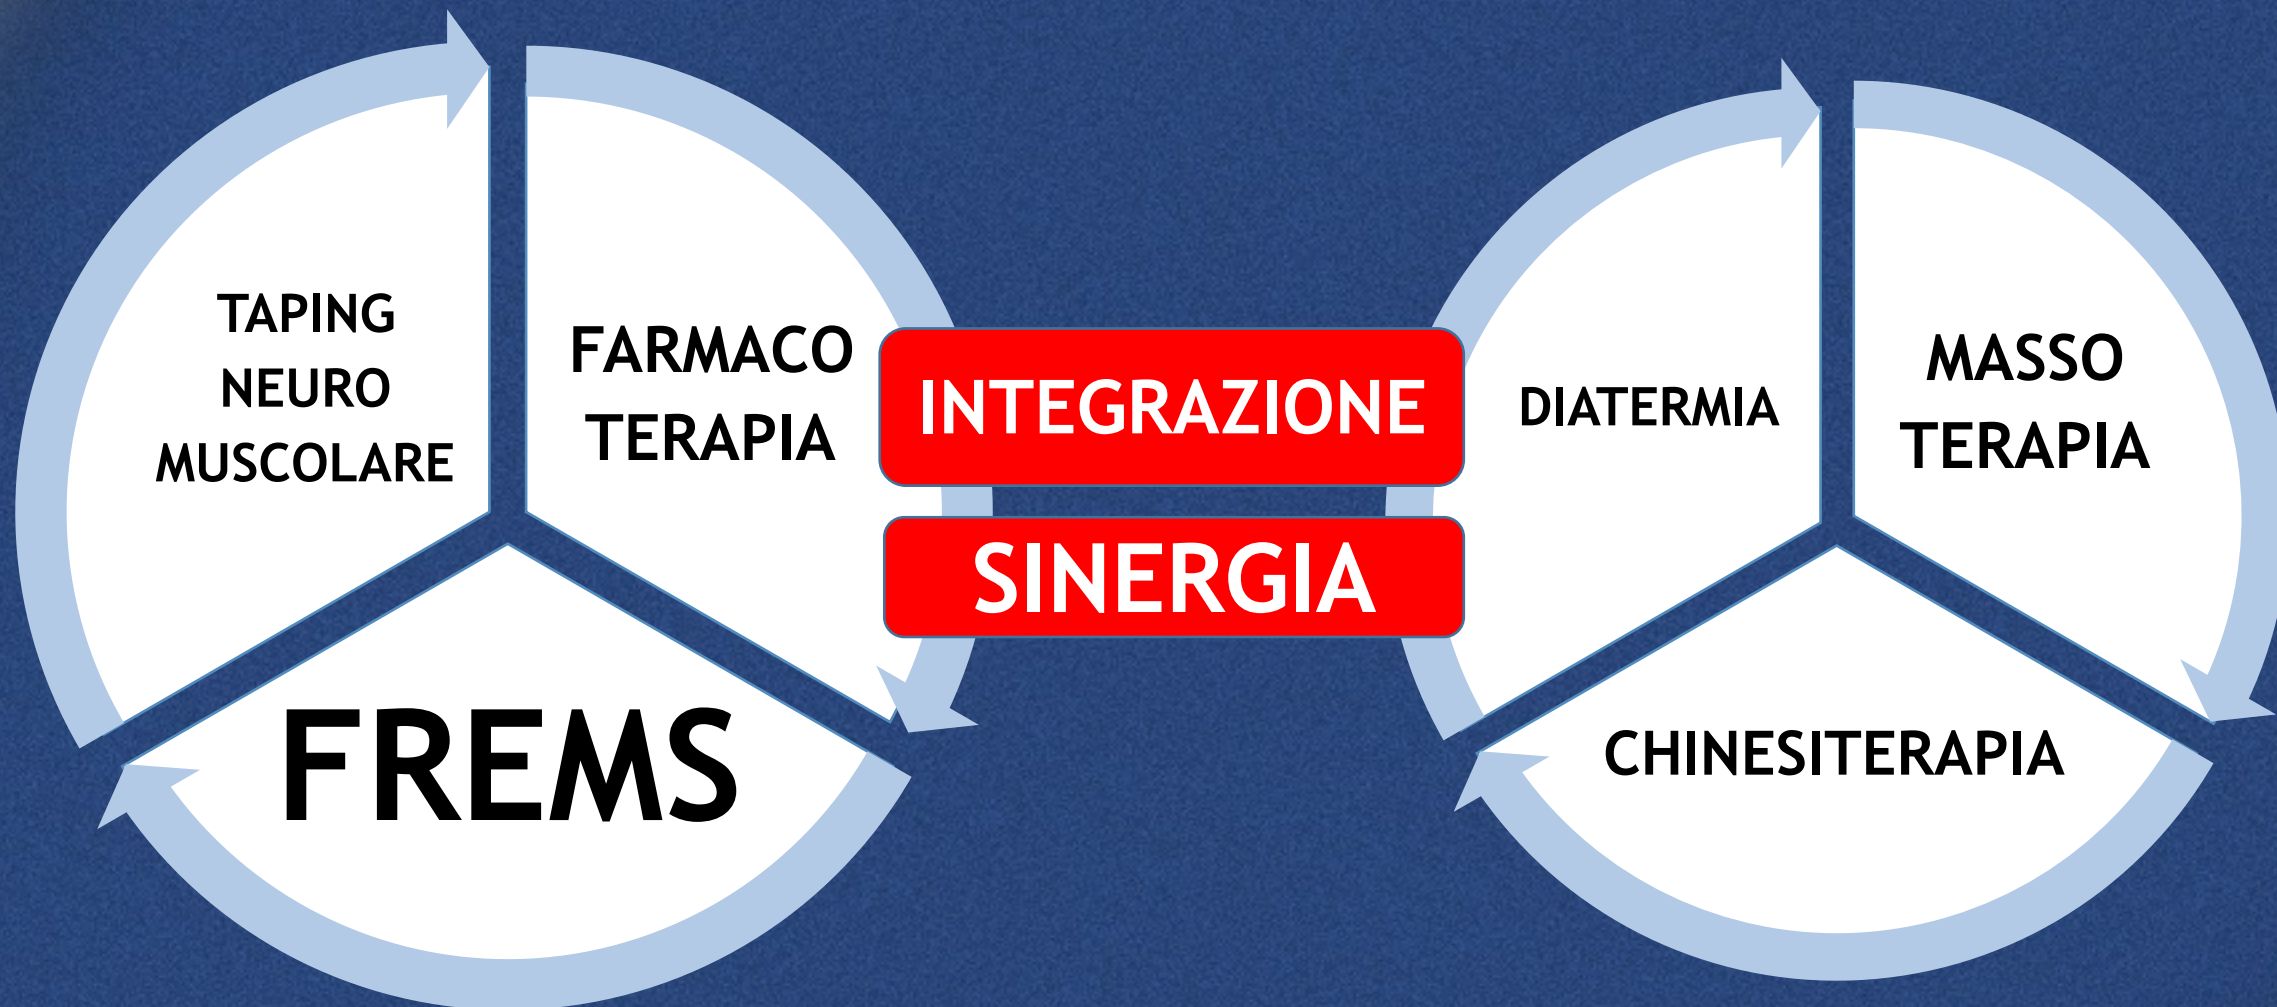 TAPING
NEURO
MUSCOLARE
FARMACO
TERAPIA
FREMS
INTEGRAZIONE
SINERGIA
DIATERMIA
MASSO
TERAPIA
CHINESITERAPIA